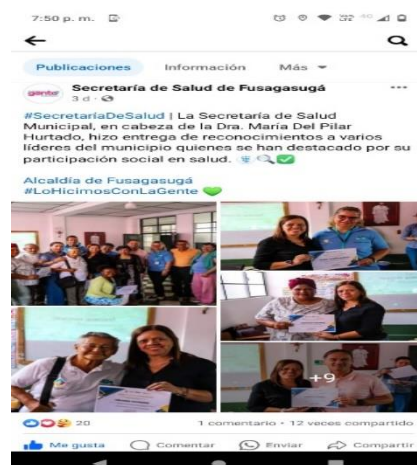 7:50 p. m.
Publicaciones Información Más
Secretaría de Salud de Fusagasugá
3 d ·
#SecretaríaDeSalud | La Secretaría de Salud
Municipal, en cabeza de la Dra. María Del Pilar
Hurtado, hizo entrega de reconocimientos a varios
líderes del municipio quienes se han destacado por su
participación social en salud.
Alcaldía de Fusagasugá
#LoHicimosConLaGente
+9
20 1 comentario • 12 veces compartido
Me gusta Comentar Enviar Compartir